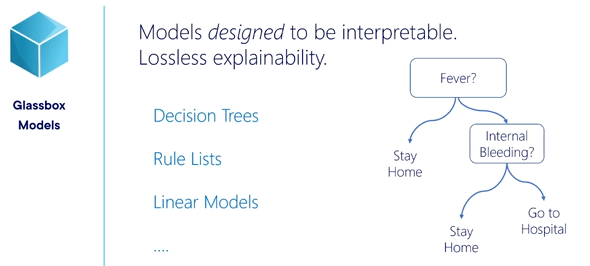 Models designed to be interpretable.
Lossless explainability.
Glassbox
Models
Decision Trees
Rule Lists
Linear Models
....
Fever?
Stay
Home
Internal
Bleeding?
Stay
Home
Go to
Hospital